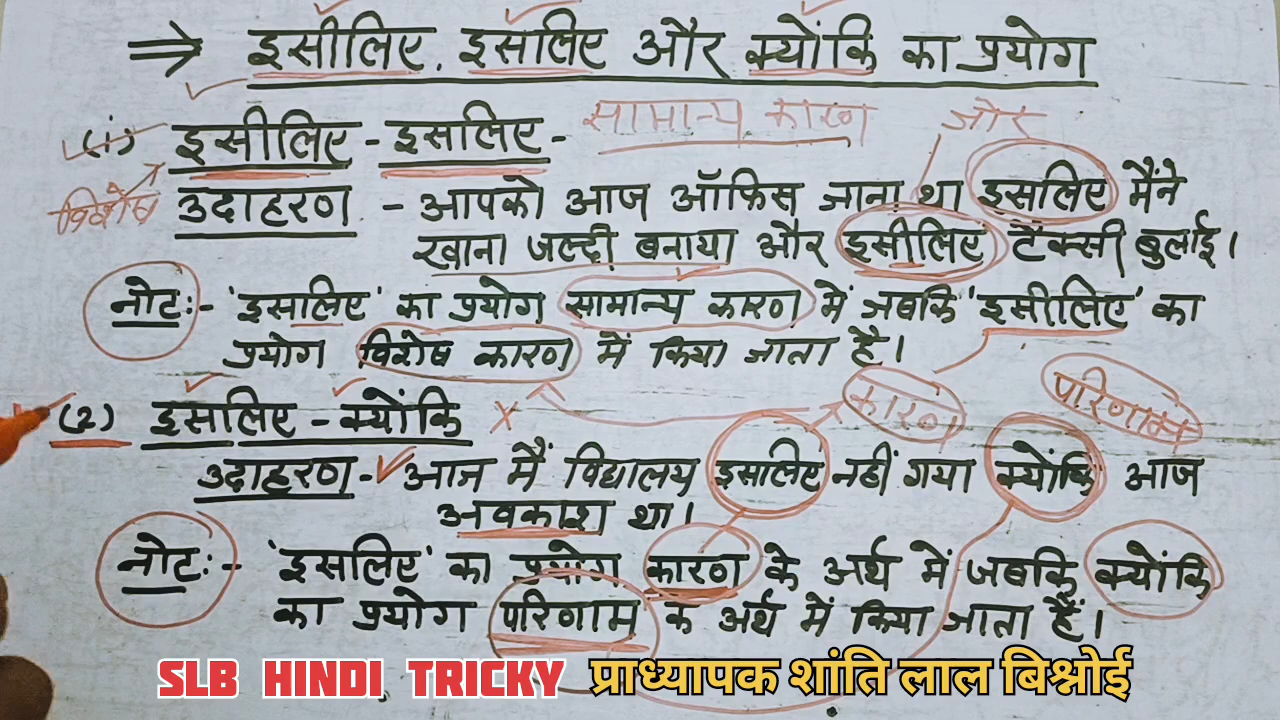 ⇒ इसीलिए, इसलिए और क्योंकि का प्रयोग
(1) इसीलिए - इसलिए - सामान्य कारण और
विशेष उदाहरण - आपको आज ऑफिस जाना था इसलिए मैंने
खाना जल्दी बनाया और इसीलिए टैक्सी बुलाई।
नोट:- 'इसलिए' का प्रयोग सामान्य कारण में जबकि 'इसीलिए' का
प्रयोग विशेष कारण में किया जाता है।
कारण परिणाम
(2) इसलिए - क्योंकि x
उदाहरण - आज मैं विद्यालय इसलिए नहीं गया क्योंकि आज
अवकाश था।
नोट:- 'इसलिए' का प्रयोग कारण के अर्थ में जबकि क्योंकि
का प्रयोग परिणाम के अर्थ में किया जाता हैं।
SLB HINDI TRICKY प्राध्यापक शांति लाल बिश्नोई